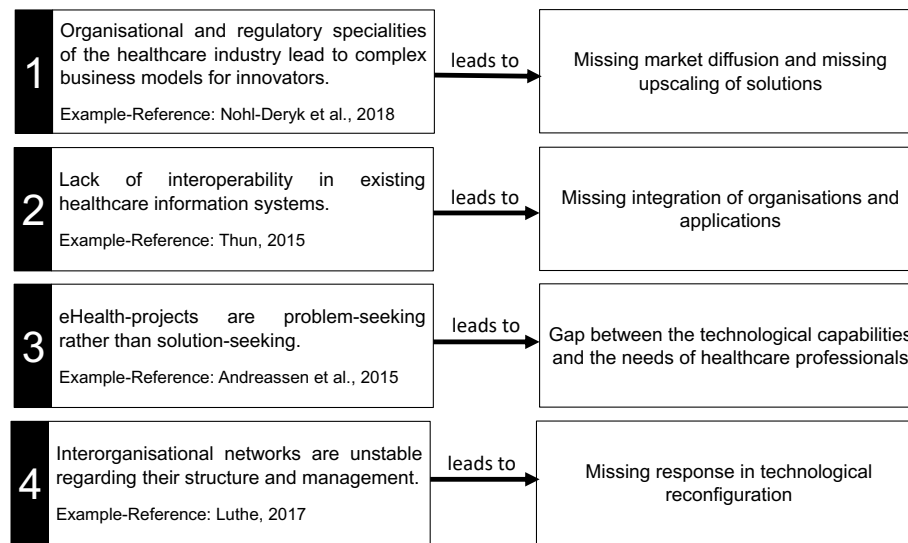 1
Organisational and regulatory specialities
of the healthcare industry lead to complex
business models for innovators.
Example-Reference: Nohl-Deryk et al., 2018
leads to
Missing market diffusion and missing
upscaling of solutions
2
Lack of interoperability in existing
healthcare information systems.
Example-Reference: Thun, 2015
leads to
Missing integration of organisations and
applications
3
eHealth-projects are problem-seeking
rather than solution-seeking.
Example-Reference: Andreassen et al., 2015
leads to
Gap between the technological capabilities
and the needs of healthcare professionals
4
Interorganisational networks are unstable
regarding their structure and management.
Example-Reference: Luthe, 2017
leads to
Missing response in technological
reconfiguration